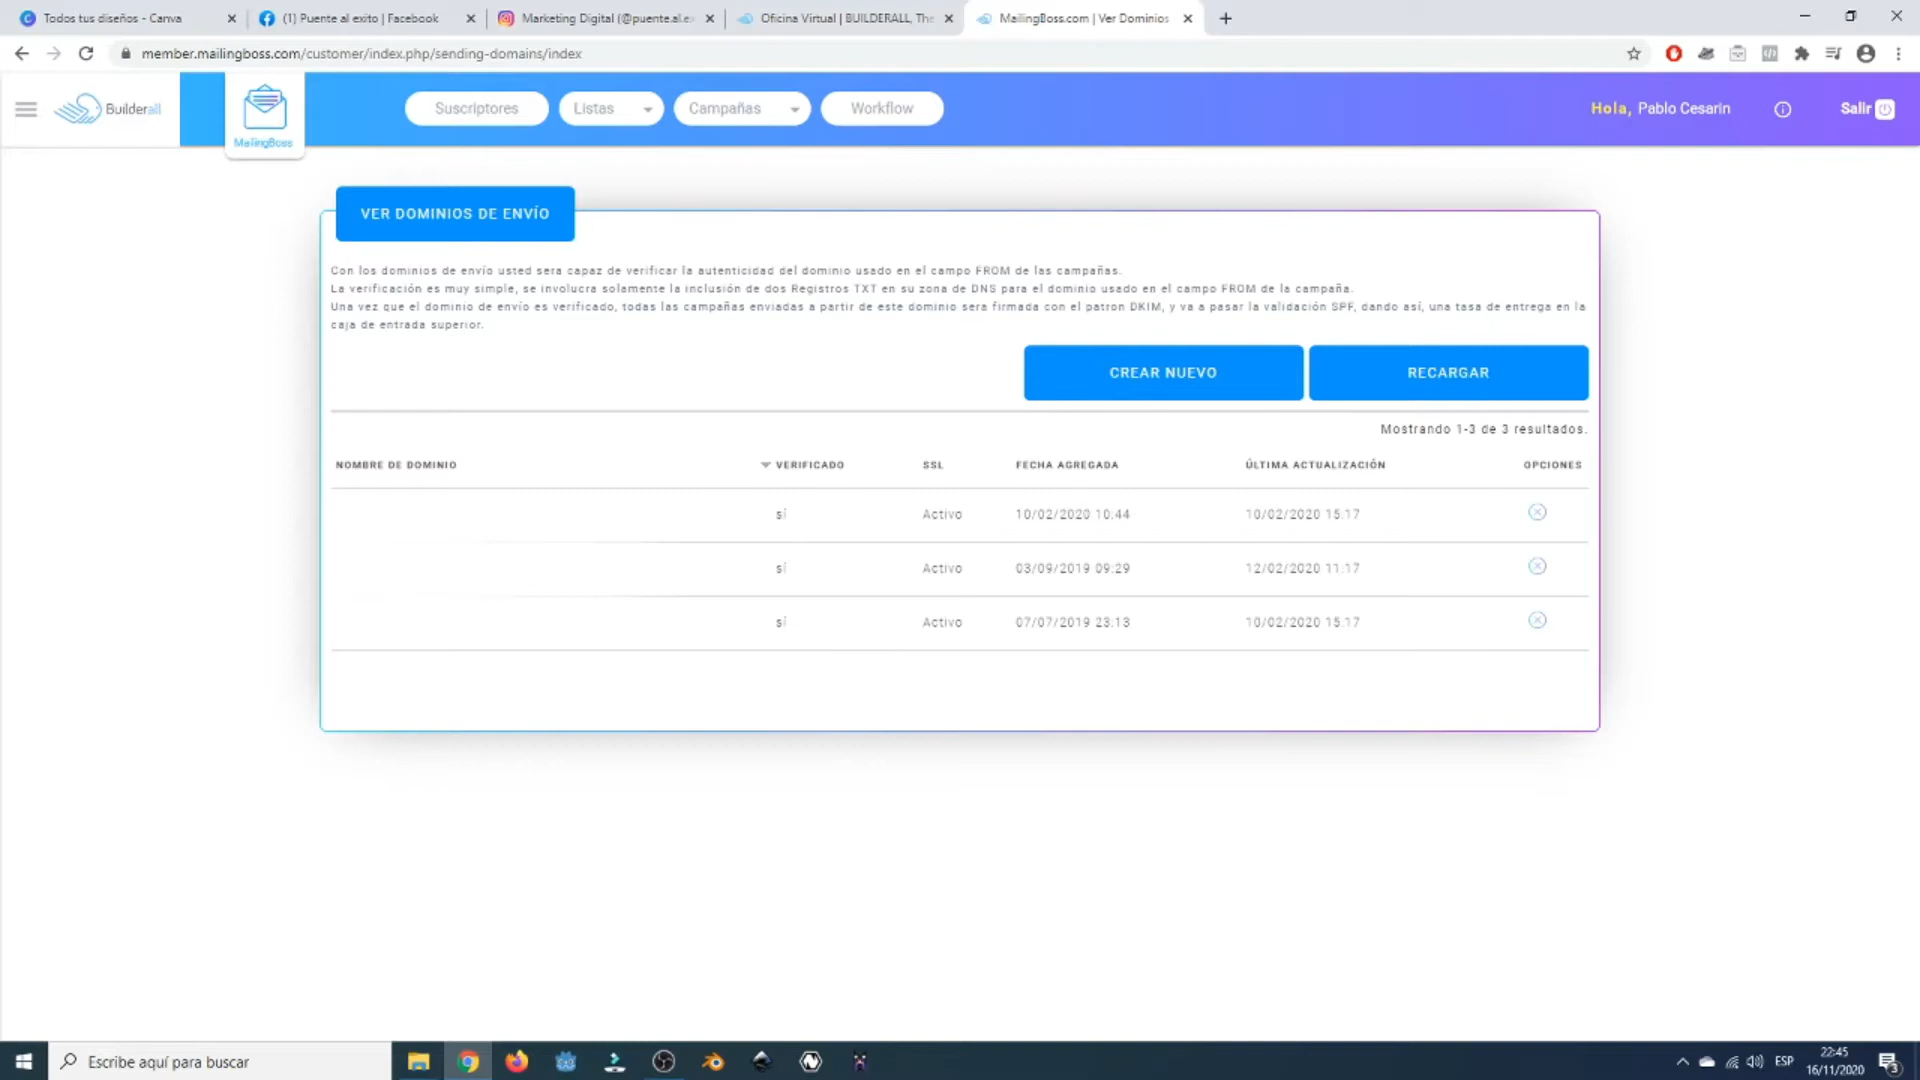 Todos tus diseños - Canva
(1) Puente al exito | Facebook
Marketing Digital (@puente.al.ex
Oficina Virtual | BUILDERALL, The
MailingBoss.com | Ver Dominios
member.mailingboss.com/customer/index.php/sending-domains/index
Builderall
MailingBoss
Suscriptores
Listas
Campañas
Workflow
Hola, Pablo Cesarin
Salir
VER DOMINIOS DE ENVÍO
Con los dominios de envío usted sera capaz de verificar la autenticidad del dominio usado en el campo FROM de las campañas.
La verificación es muy simple, se involucra solamente la inclusión de dos Registros TXT en su zona de DNS para el dominio usado en el campo FROM de la campaña.
Una vez que el dominio de envío es verificado, todas las campañas enviadas a partir de este dominio sera firmada con el patron DKIM, y va a pasar la validación SPF, dando así, una tasa de entrega en la
caja de entrada superior.
CREAR NUEVO
RECARGAR
Mostrando 1-3 de 3 resultados.
NOMBRE DE DOMINIO VERIFICADO SSL FECHA AGREGADA ÚLTIMA ACTUALIZACIÓN OPCIONES
sí Activo 10/02/2020 10:44 10/02/2020 15:17
sí Activo 03/09/2019 09:29 12/02/2020 11:17
sí Activo 07/07/2019 23:13 10/02/2020 15:17
Escribe aquí para buscar
ESP
22:45
16/11/2020
3